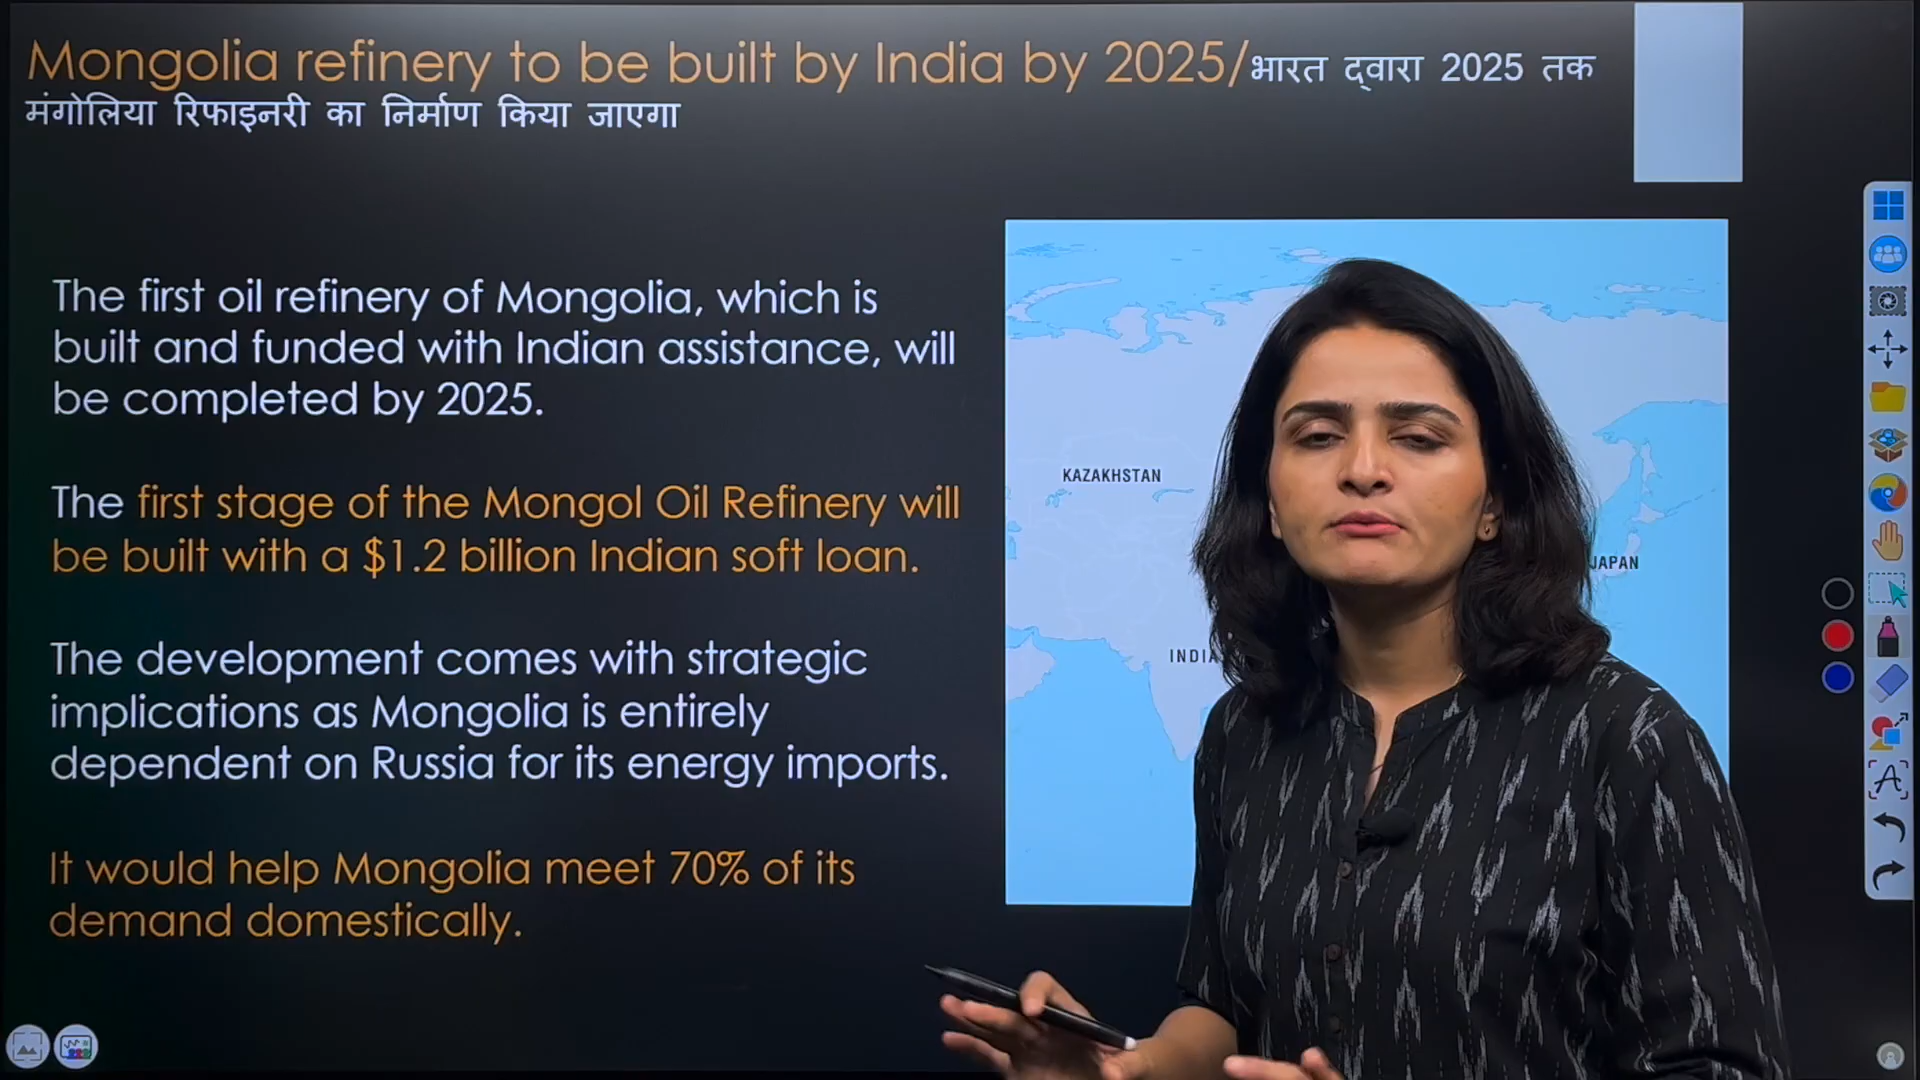 Mongolia refinery to be built by India by 2025/भारत द्वारा 2025 तक
मंगोलिया रिफाइनरी का निर्माण किया जाएगा
The first oil refinery of Mongolia, which is
built and funded with Indian assistance, will
be completed by 2025.
The first stage of the Mongol Oil Refinery will
be built with a $1.2 billion Indian soft loan.
The development comes with strategic
implications as Mongolia is entirely
dependent on Russia for its energy imports.
It would help Mongolia meet 70% of its
demand domestically.
KAZAKHSTAN
JAPAN
INDIA